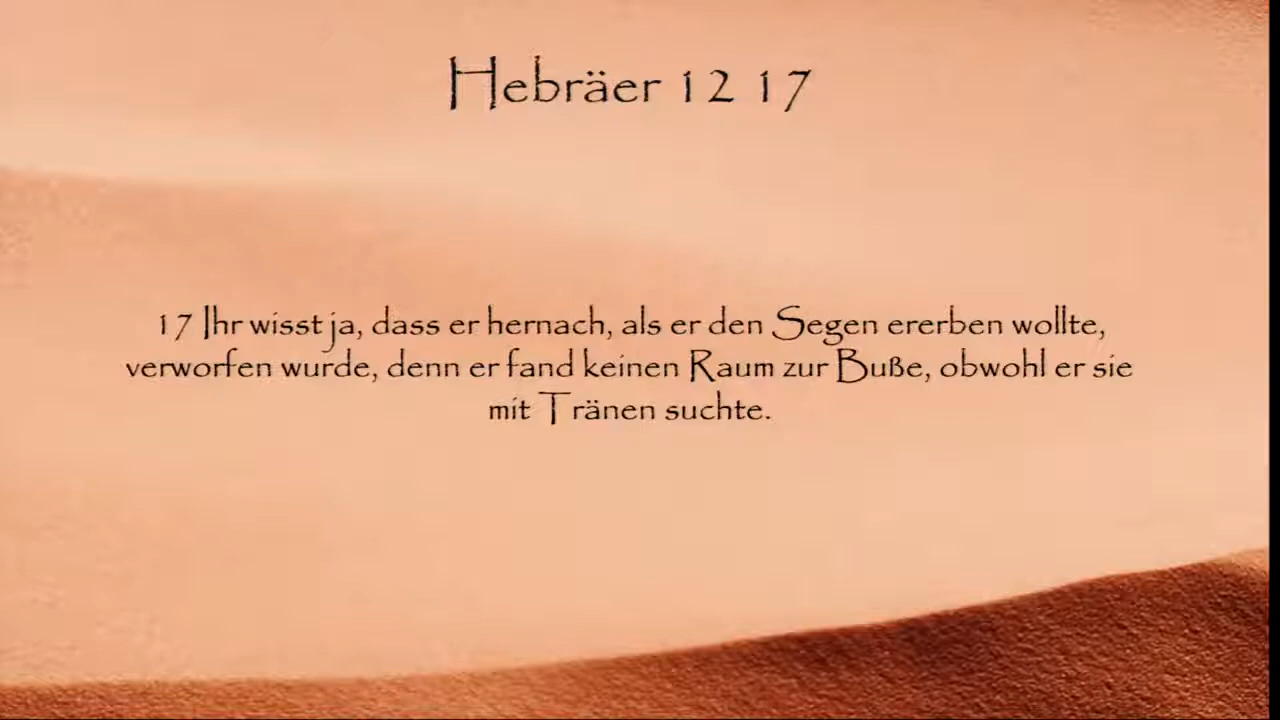 Hebräer 12 17
17 Ihr wisst ja, dass er hernach, als er den Segen ererben wollte,
verworfen wurde, denn er fand keinen Raum zur Buße, obwohl er sie
mit Tränen suchte.